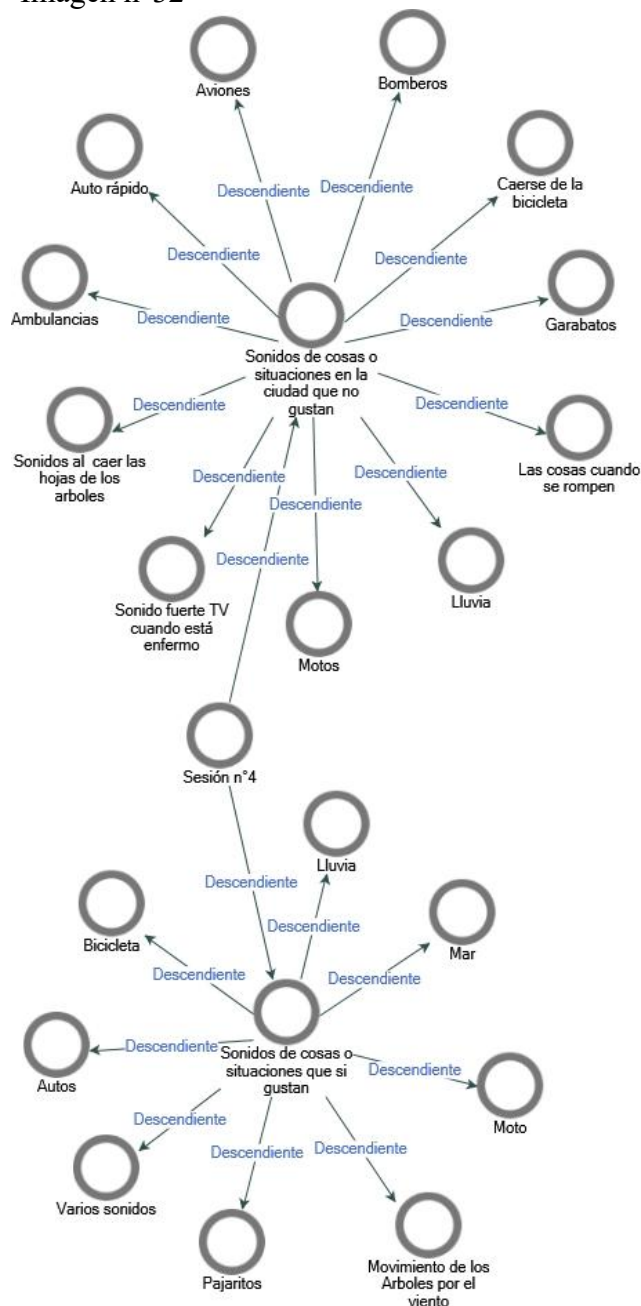 Imagen n°32
Aviones
Bomberos
Auto rápido
Caerse de la
bicicleta
Descendiente
Descendiente
Descendiente
Descendiente
Ambulancias
Descendiente
Descendiente
Garabatos
Sonidos de cosas o
situaciones en la
ciudad que no
gustan
Descendiente
Descendiente
Sonidos al caer las
hojas de los
arboles
Las cosas cuando
se rompen
Descendiente
Descendiente
Descendiente
Descendiente
Sonido fuerte TV
cuando está
enfermo
Motos
Lluvia
Sesión n°4
Lluvia
Descendiente
Descendiente
Bicicleta
Mar
Descendiente
Descendiente
Descendiente
Sonidos de cosas o
situaciones que si
gustan
Descendiente
Autos
Moto
Descendiente
Descendiente
Descendiente
Varios sonidos
Pajaritos
Movimiento de los
Arboles por el
viento